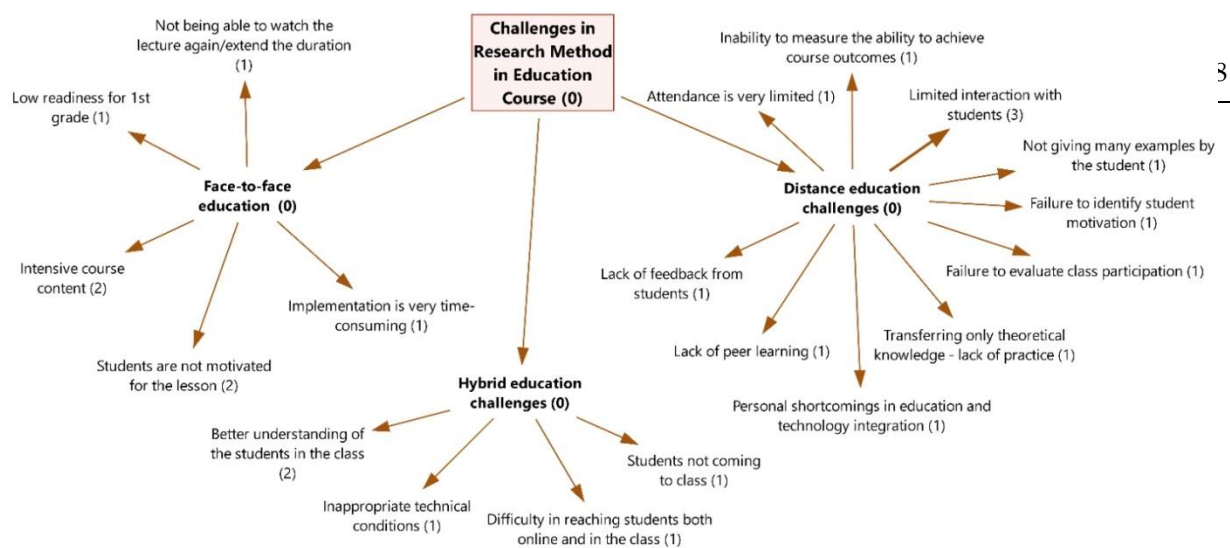 Challenges in
Research Method
in Education
Course (0)
Not being able to watch the
lecture again/extend the duration
(1)
Low readiness for 1st
grade (1)
Face-to-face
education (0)
Intensive course
content (2)
Students are not motivated
for the lesson (2)
Implementation is very time-
consuming (1)
Hybrid education
challenges (0)
Better understanding of
the students in the class
(2)
Inappropriate technical
conditions (1)
Difficulty in reaching students both
online and in the class (1)
Students not coming
to class (1)
Inability to measure the ability to achieve
course outcomes (1)
Attendance is very limited (1)
Limited interaction with
students (3)
Not giving many examples by
the student (1)
Distance education
challenges (0)
Failure to identify student
motivation (1)
Failure to evaluate class participation (1)
Lack of feedback from
students (1)
Lack of peer learning (1)
Transferring only theoretical
knowledge - lack of practice (1)
Personal shortcomings in education and
technology integration (1)
8